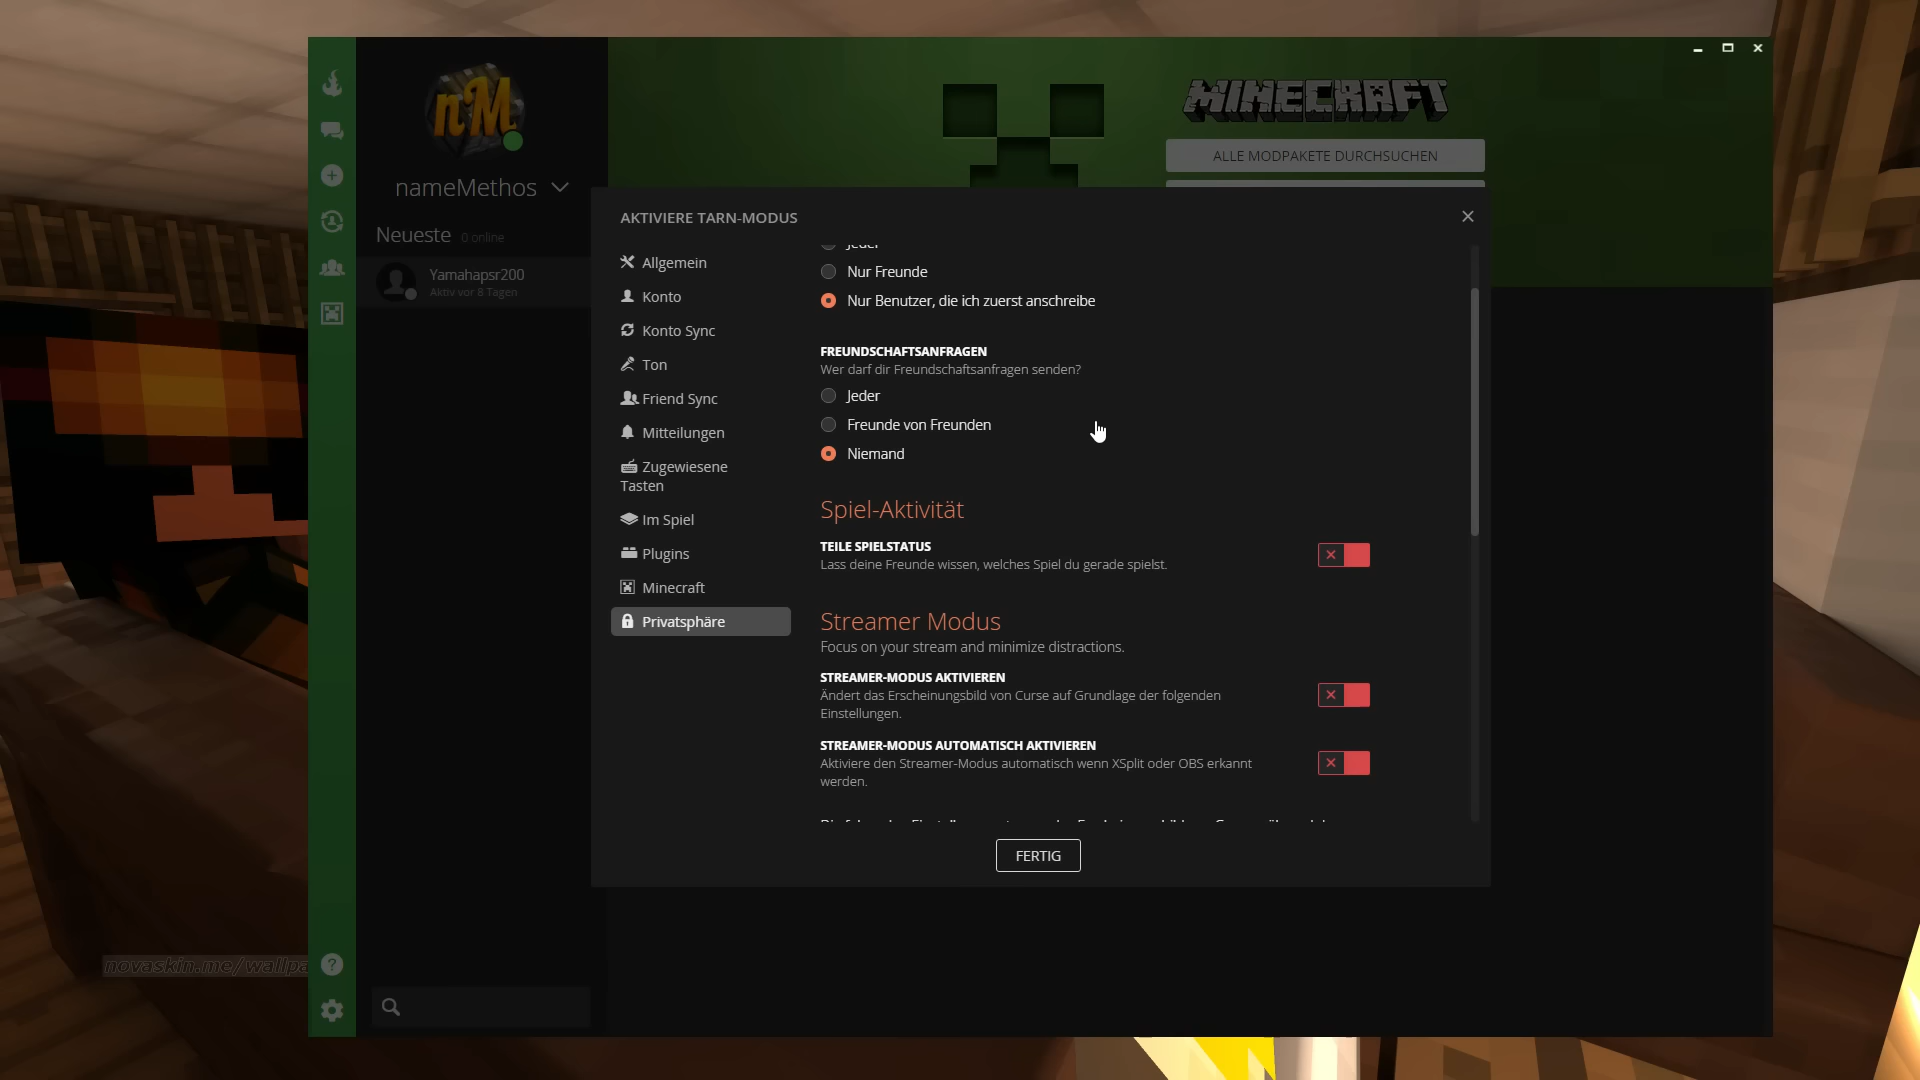 nM
MINECRAFT
ALLE MODPAKETE DURCHSUCHEN
nameMethos
Neueste 0 online
Yamahapsr200
Aktiv vor 8 Tagen
AKTIVIERE TARN-MODUS
Allgemein
Konto
Konto Sync
Ton
Friend Sync
Mitteilungen
Zugewiesene
Tasten
Im Spiel
Plugins
Minecraft
Privatsphäre
Jeder
Nur Freunde
Nur Benutzer, die ich zuerst anschreibe
FREUNDSCHAFTSANFRAGEN
Wer darf dir Freundschaftsanfragen senden?
Jeder
Freunde von Freunden
Niemand
Spiel-Aktivität
TEILE SPIELSTATUS
Lass deine Freunde wissen, welches Spiel du gerade spielst.
Streamer Modus
Focus on your stream and minimize distractions.
STREAMER-MODUS AKTIVIEREN
Ändert das Erscheinungsbild von Curse auf Grundlage der folgenden
Einstellungen.
STREAMER-MODUS AUTOMATISCH AKTIVIEREN
Aktiviere den Streamer-Modus automatisch wenn XSplit oder OBS erkannt
werden.
FERTIG
novaskin.me/wallpa